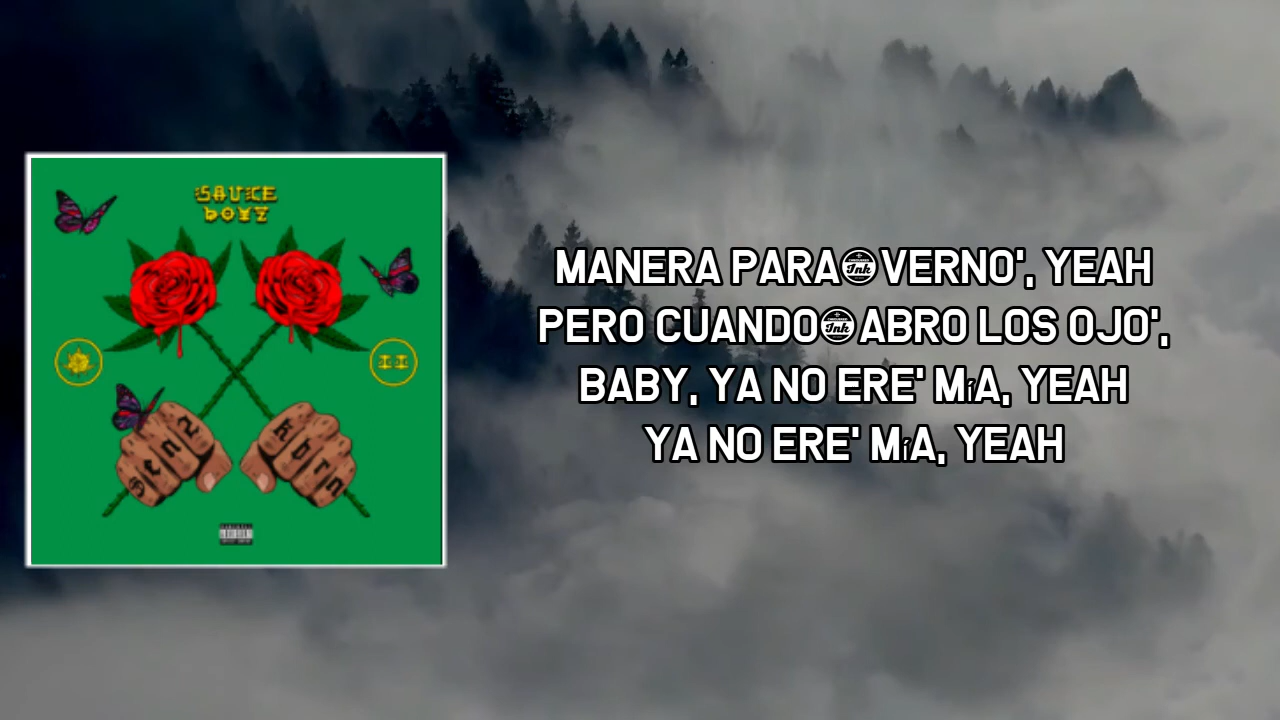 SAUCE
BOYZ
MANERA PARA VERNO', YEAH
PERO CUANDO ABRO LOS OJO',
BABY, YA NO ERE' MíA, YEAH
YA NO ERE' MíA, YEAH